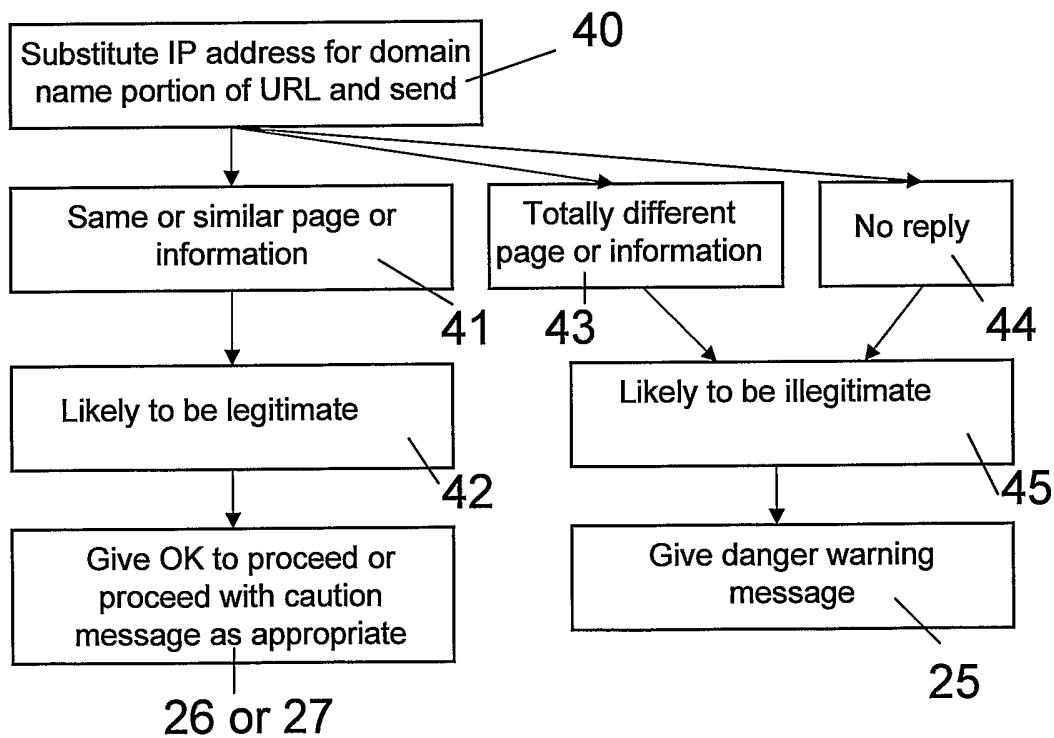 Substitute IP address for domain
name portion of URL and send
40
Same or similar page or
information
41
Totally different
page or information
43
No reply
44
Likely to be legitimate
42
Likely to be illegitimate
45
Give OK to proceed or
proceed with caution
message as appropriate
26 or 27
Give danger warning
message
25